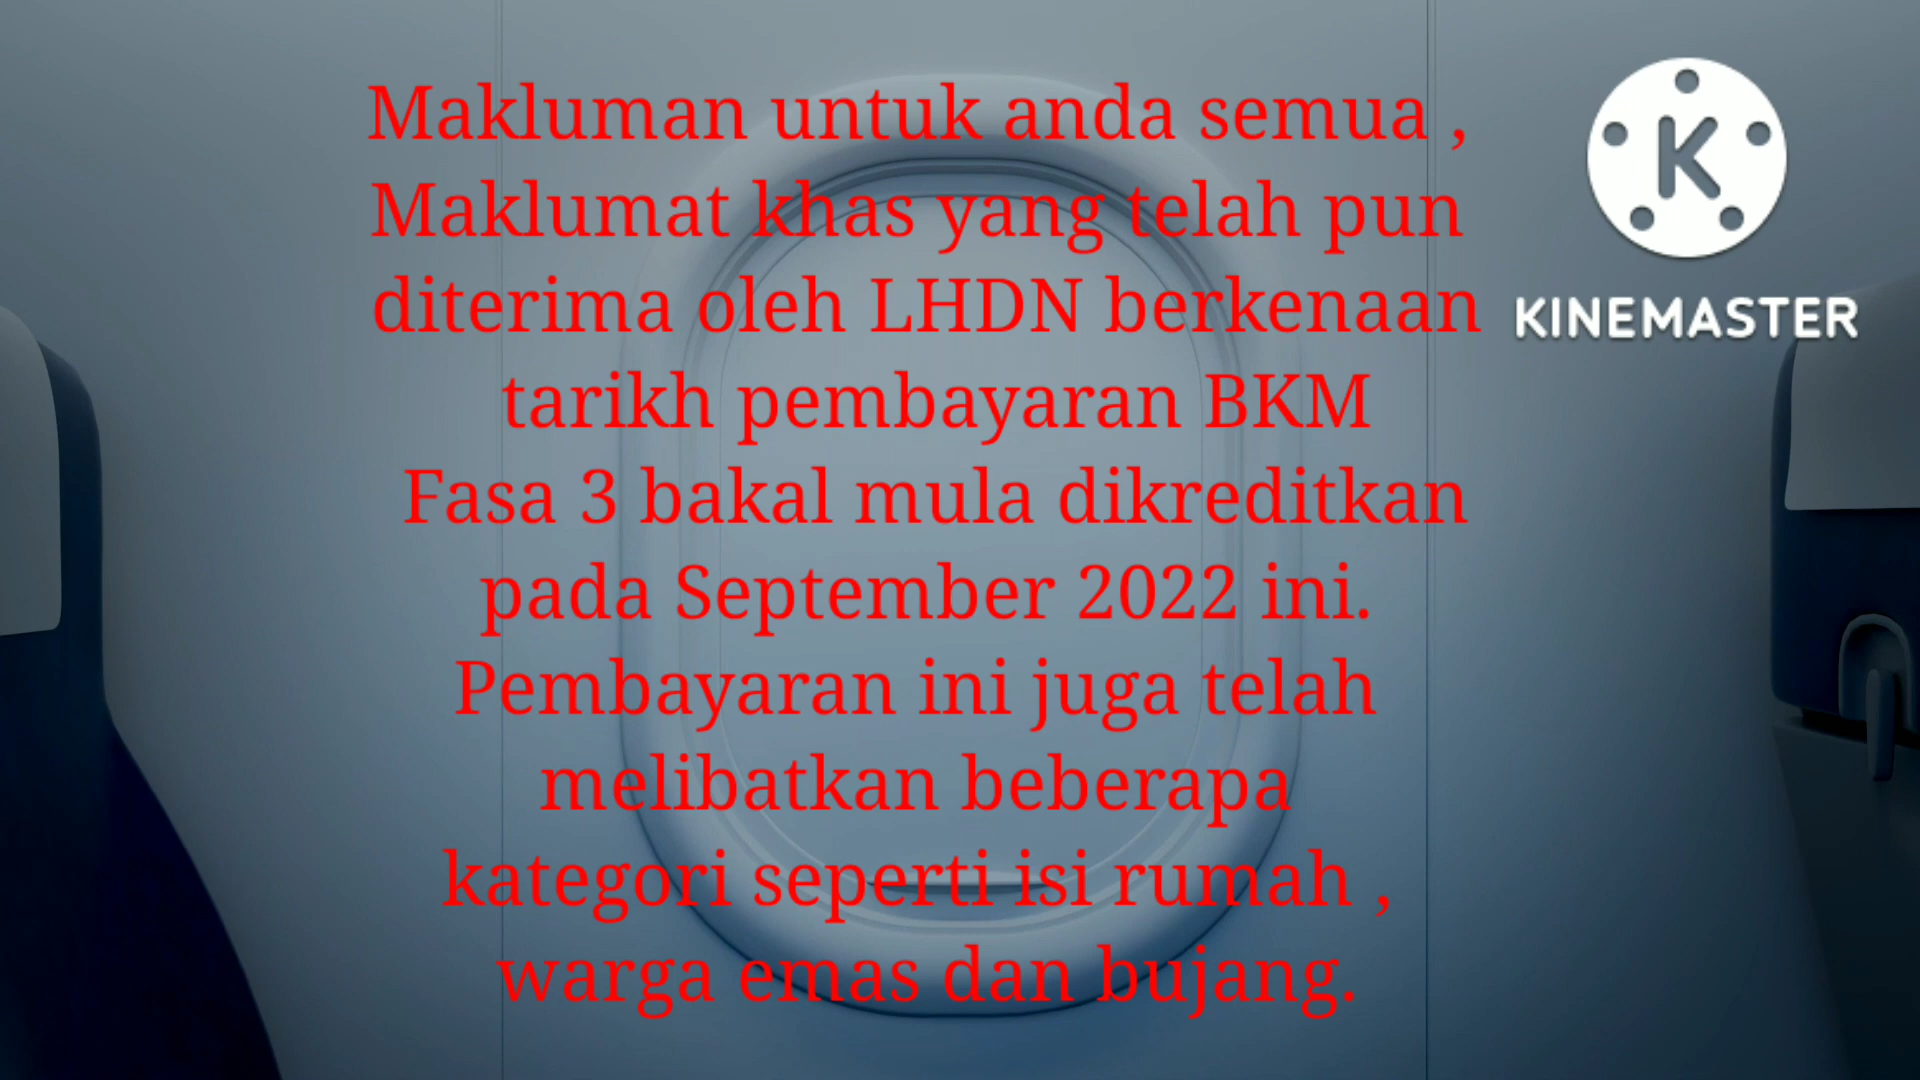 Makluman untuk anda semua ,
Maklumat khas yang telah pun
diterima oleh LHDN berkenaan
tarikh pembayaran BKM
Fasa 3 bakal mula dikreditkan
pada September 2022 ini.
Pembayaran ini juga telah
melibatkan beberapa
kategori seperti isi rumah ,
warga emas dan bujang.
K
KINEMASTER